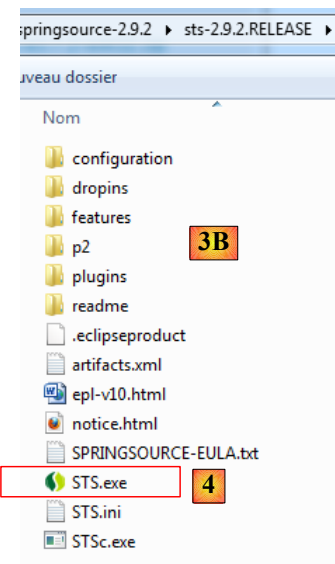 springsource-2.9.2 ▸ sts-2.9.2.RELEASE ▸
uveau dossier
Nom
configuration
dropins
features
p2
3B
plugins
readme
.eclipseproduct
artifacts.xml
epl-v10.html
notice.html
SPRINGSOURCE-EULA.txt
STS.exe
4
STS.ini
STSc.exe